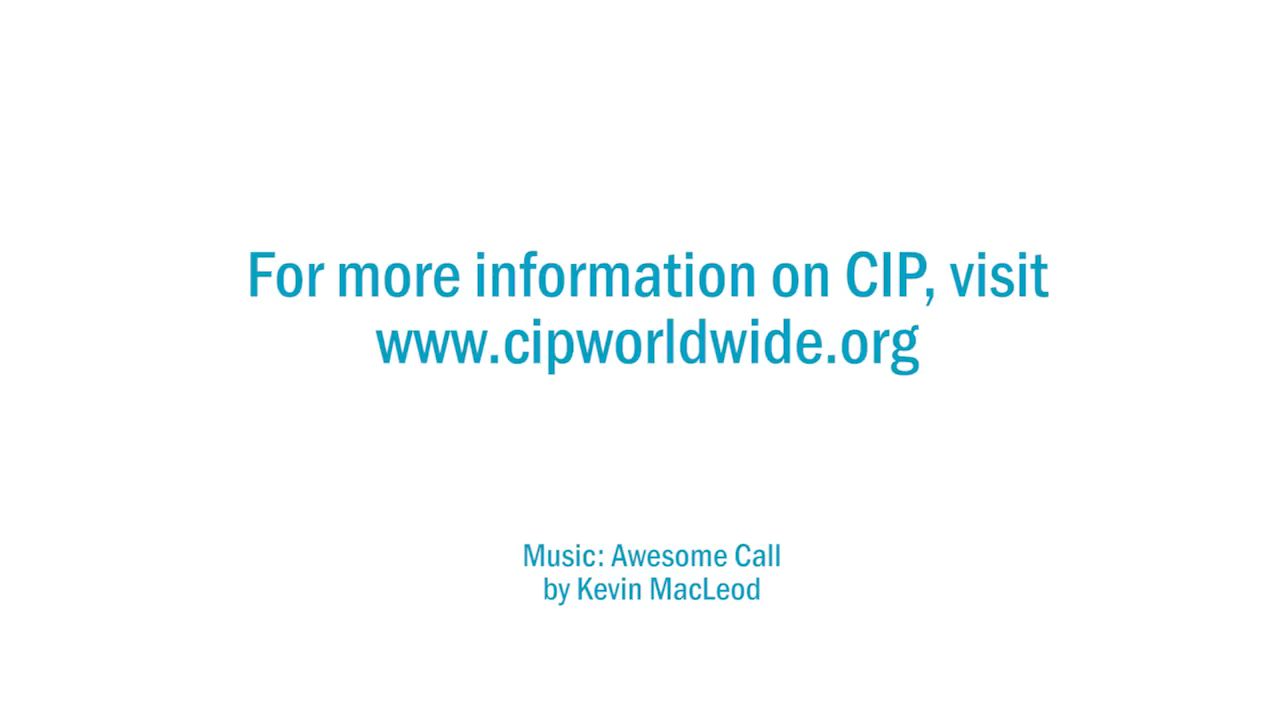 For more information on CIP, visit
www.cipworldwide.org
Music: Awesome Call
by Kevin MacLeod